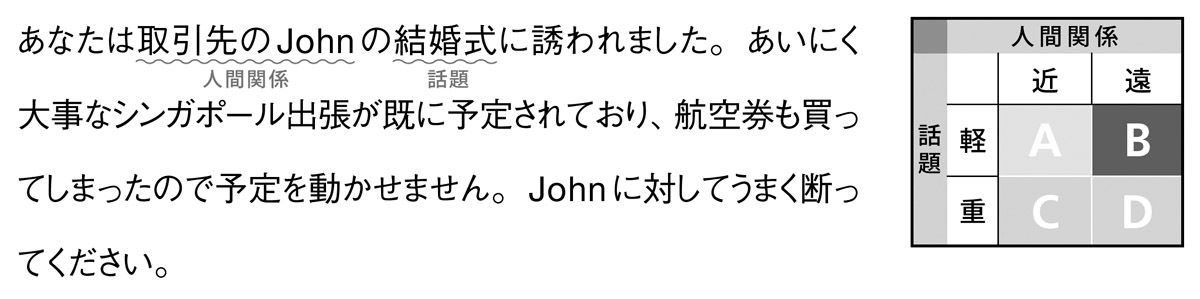 あなたは取引先のJohnの結婚式に誘われました。あいにく
人間関係
話題
大事なシンガポール出張が既に予定されており、航空券も買っ
てしまったので予定を動かせません。Johnに対してうまく断っ
てください。
人間関係
近 遠
話題
軽 A B
重 C D